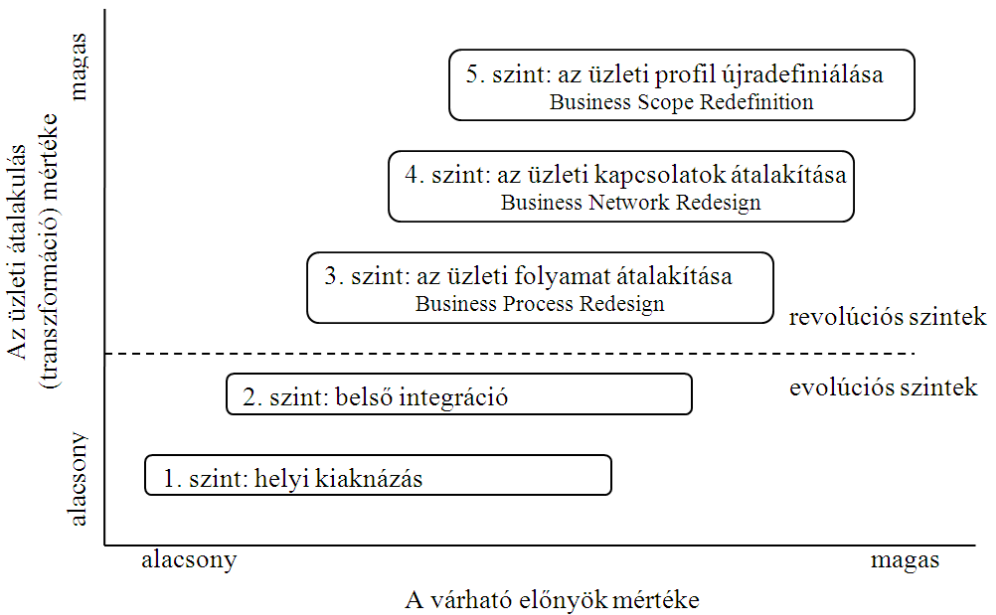 magas
5. szint: az üzleti profil újradefiniálása
Business Scope Redefinition
4. szint: az üzleti kapcsolatok átalakítása
Business Network Redesign
Az üzleti átalakulás
(transzformáció) mértéke
3. szint: az üzleti folyamat átalakítása
Business Process Redesign
revolúciós szintek
evolúciós szintek
2. szint: belső integráció
1. szint: helyi kiaknázás
alacsony
alacsony
magas
A várható előnyök mértéke